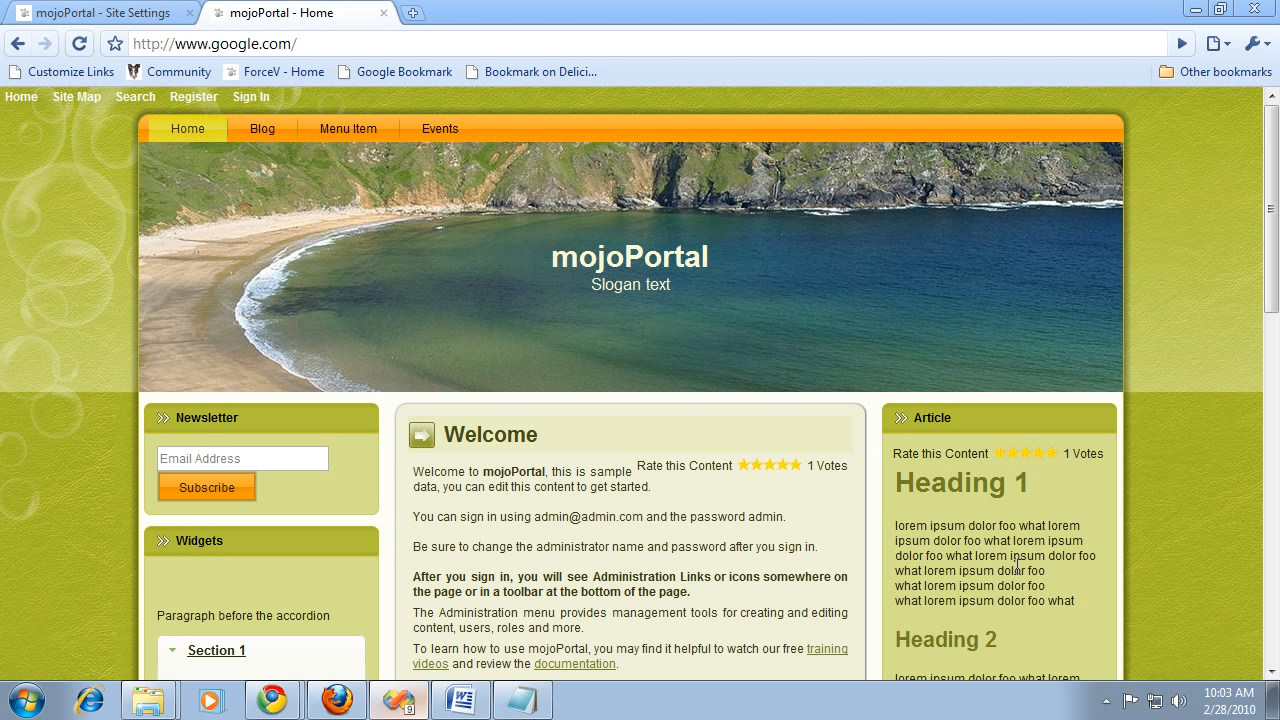 mojoPortal - Site Settings
mojoPortal - Home
http://www.google.com/
Customize Links
Community
ForceV - Home
Google Bookmark
Bookmark on Delici...
Other bookmarks
Home Site Map Search Register Sign In
Home Blog Menu Item Events
mojoPortal
Slogan text
Newsletter
Email Address
Subscribe
Widgets
Paragraph before the accordion
Section 1
Welcome
Rate this Content 1 Votes
Welcome to mojoPortal, this is sample
data, you can edit this content to get started.
You can sign in using admin@admin.com and the password admin.
Be sure to change the administrator name and password after you sign in.
After you sign in, you will see Administration Links or icons somewhere on
the page or in a toolbar at the bottom of the page.
The Administration menu provides management tools for creating and editing
content, users, roles and more.
To learn how to use mojoPortal, you may find it helpful to watch our free training
videos and review the documentation.
Article
Rate this Content 1 Votes
Heading 1
lorem ipsum dolor foo what lorem
ipsum dolor foo what lorem ipsum
dolor foo what lorem ipsum dolor foo
what lorem ipsum dolor foo
what lorem ipsum dolor foo
what lorem ipsum dolor foo what
Heading 2
lorem ipsum dolor foo what lorem
9
10:03 AM
2/28/2010